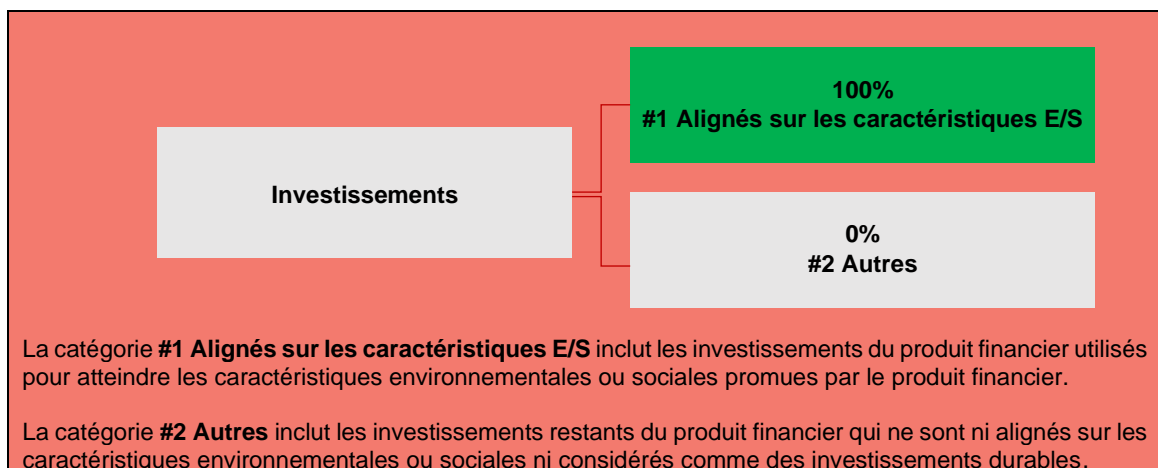 100%
#1 Alignés sur les caractéristiques E/S
Investissements
0%
#2 Autres
La catégorie #1 Alignés sur les caractéristiques E/S inclut les investissements du produit financier utilisés
pour atteindre les caractéristiques environnementales ou sociales promues par le produit financier.
La catégorie #2 Autres inclut les investissements restants du produit financier qui ne sont ni alignés sur les
caractéristiques environnementales ou sociales ni considérés comme des investissements durables.